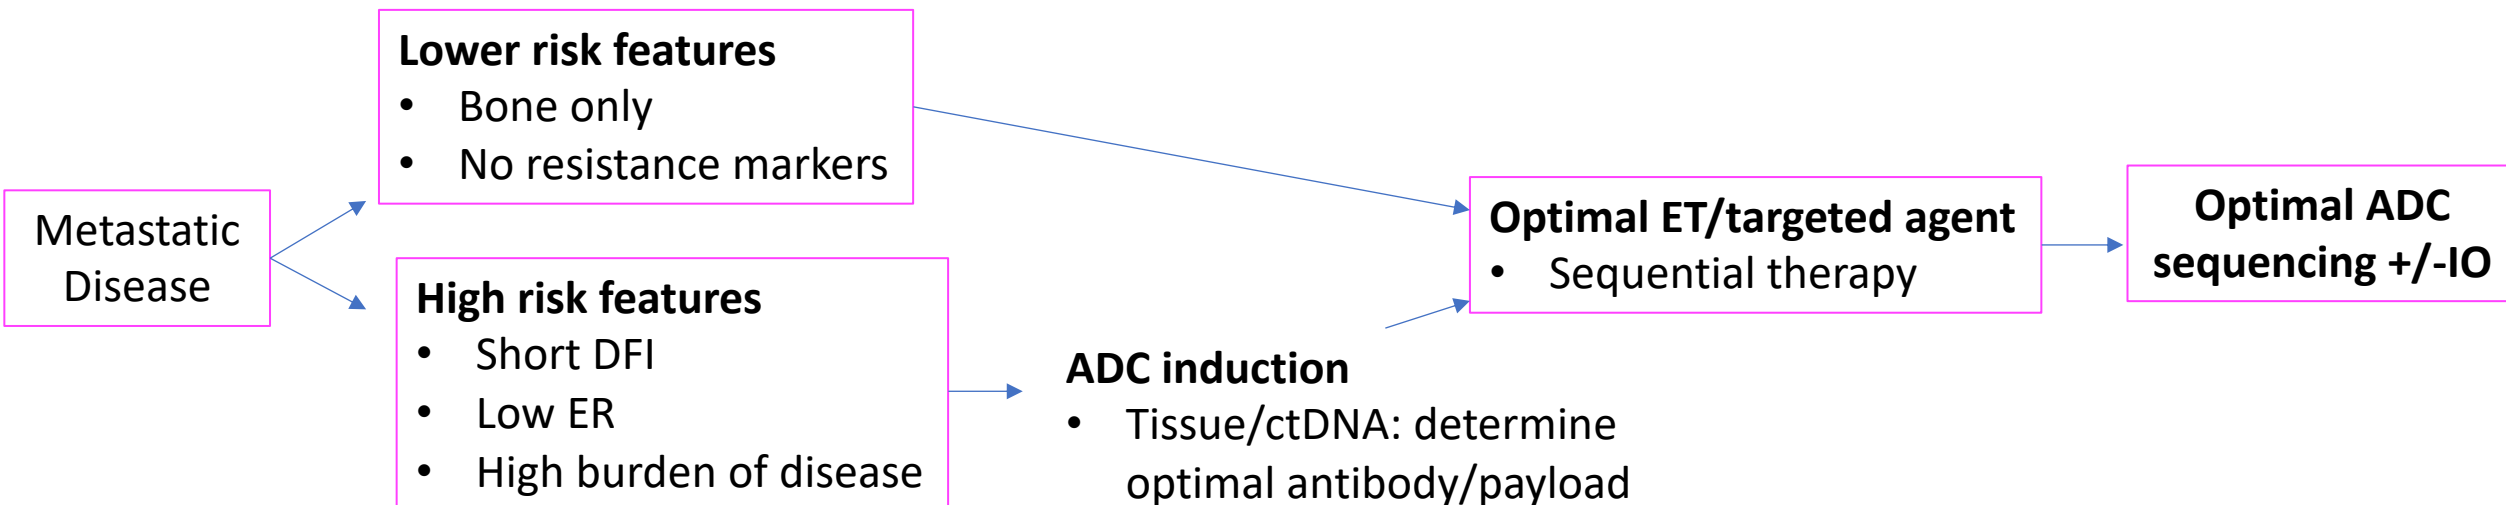 Metastatic
Disease
Lower risk features
• Bone only
• No resistance markers
High risk features
• Short DFI
• Low ER
• High burden of disease
ADC induction
• Tissue/ctDNA: determine
optimal antibody/payload
Optimal ET/targeted agent
• Sequential therapy
Optimal ADC
sequencing +/-IO